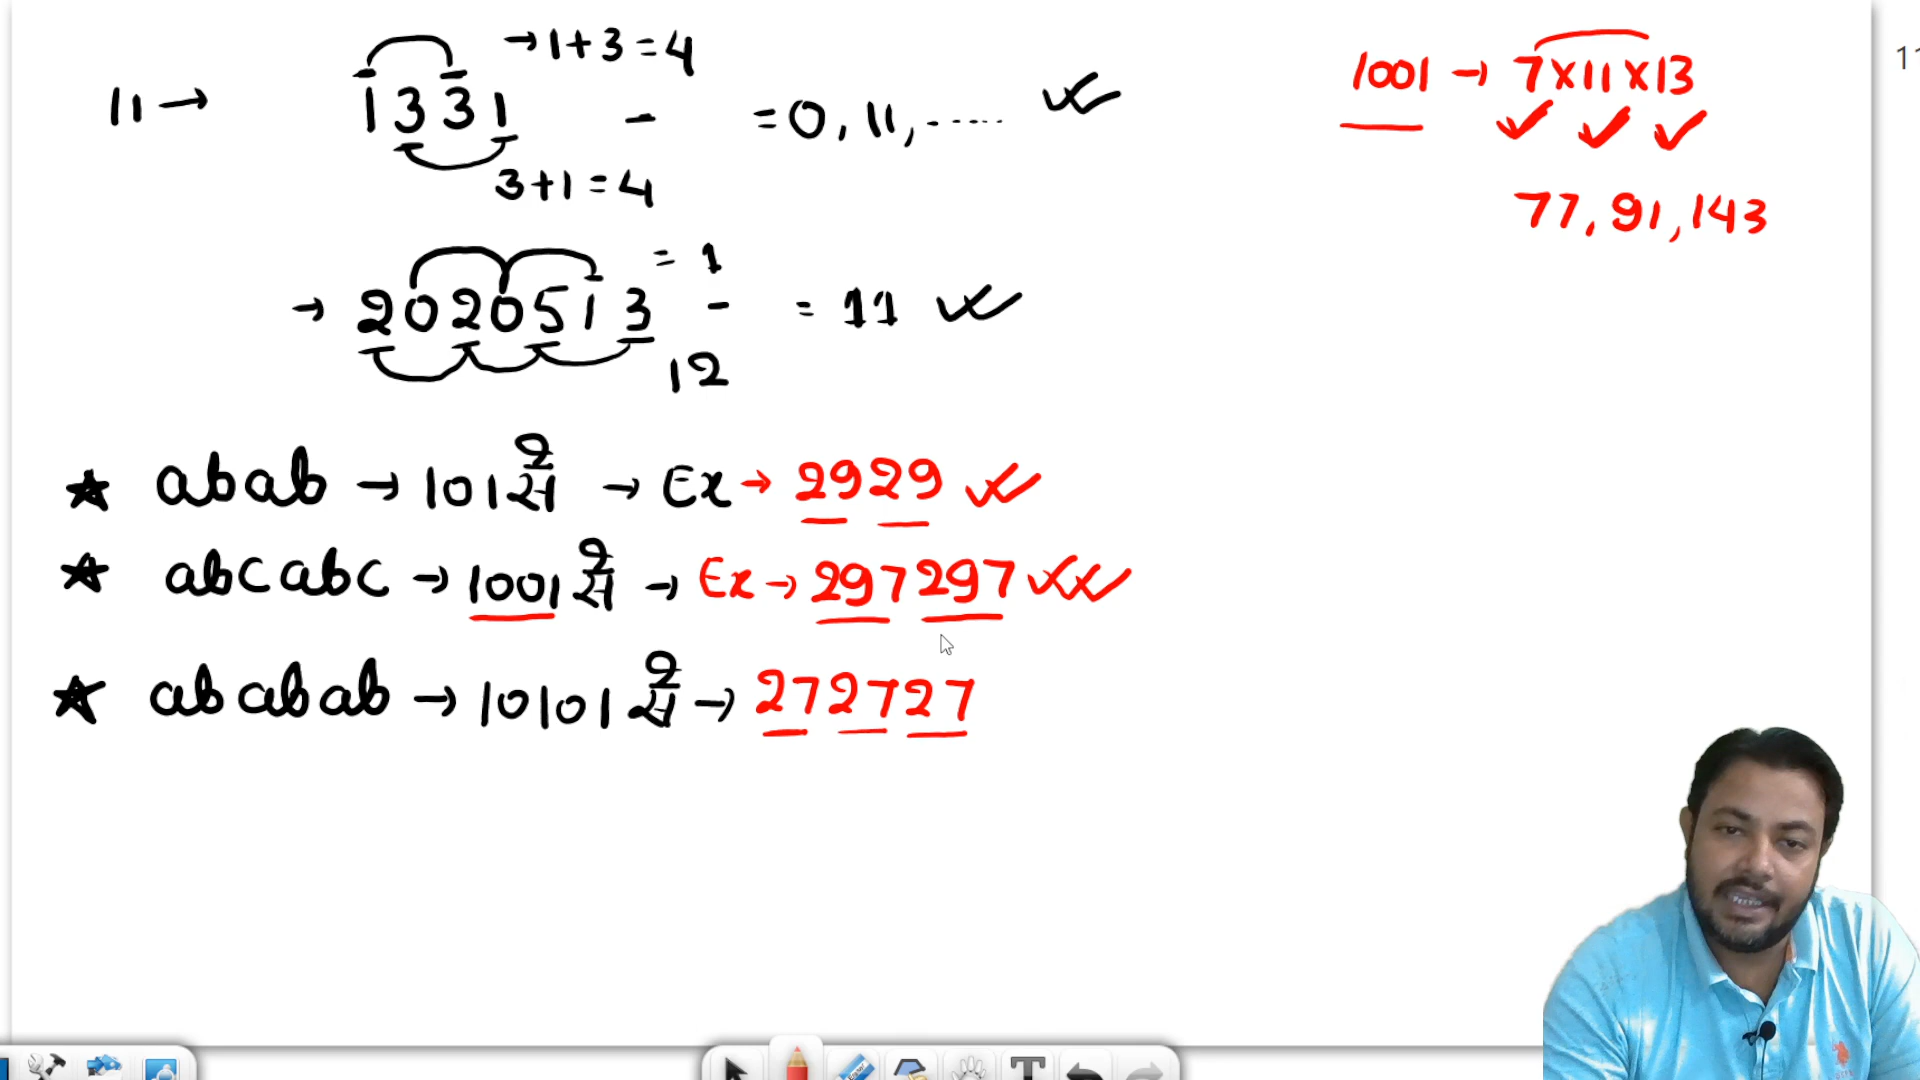 →1+3=4
11→ 1331 - =0,11,.....
3+1=4
= 1
→ 2020513 - = 11
12
★ abab → 101 से → Ex → 2929
★ abcabc → 1001 से → Ex → 297297
★ ababab → 10101 से → 272727
1001 → 7×11×13
77, 91, 143
11